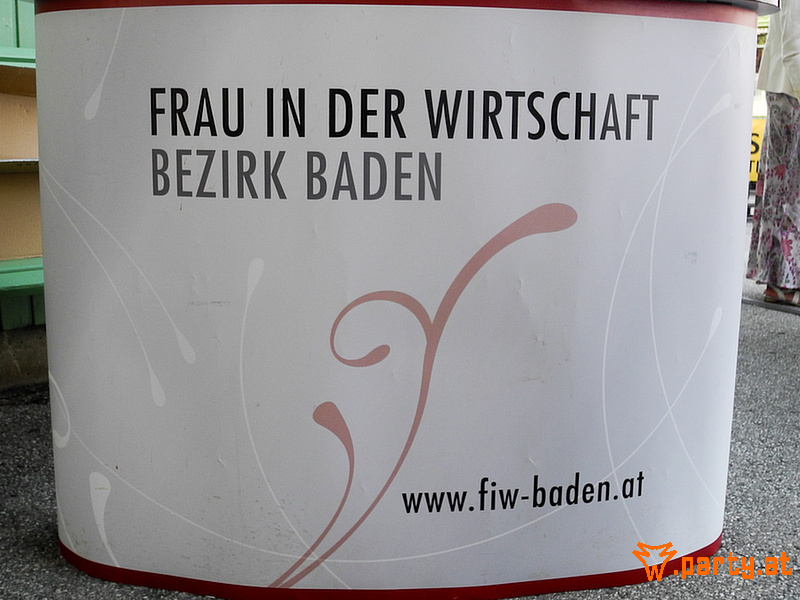 FRAU IN DER WIRTSCHAFT
BEZIRK BADEN
www.fiw-baden.at
w.party.at